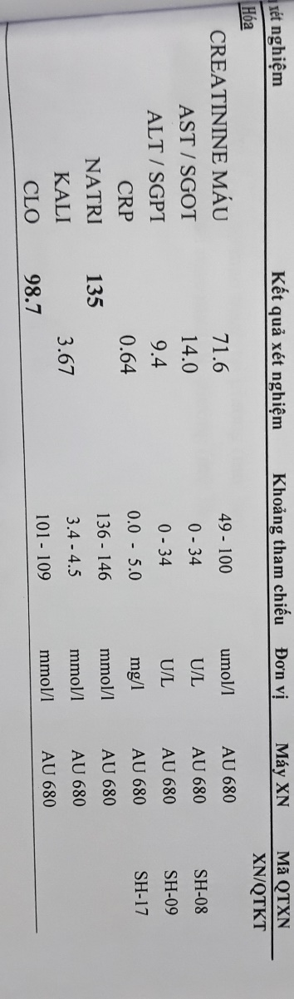 xét nghiệm Kết quả xét nghiệm Khoảng tham chiếu Đơn vị Máy XN Mã QTXN
XN/QTKT
Hóa
CREATININE MÁU 71.6 49 - 100 umol/l AU 680
AST / SGOT 14.0 0 - 34 U/L AU 680 SH-08
ALT / SGPT 9.4 0 - 34 U/L AU 680 SH-09
CRP 0.64 0.0 - 5.0 mg/l AU 680 SH-17
NATRI 135 136 - 146 mmol/l AU 680
KALI 3.67 3.4 - 4.5 mmol/l AU 680
CLO 98.7 101 - 109 mmol/l AU 680